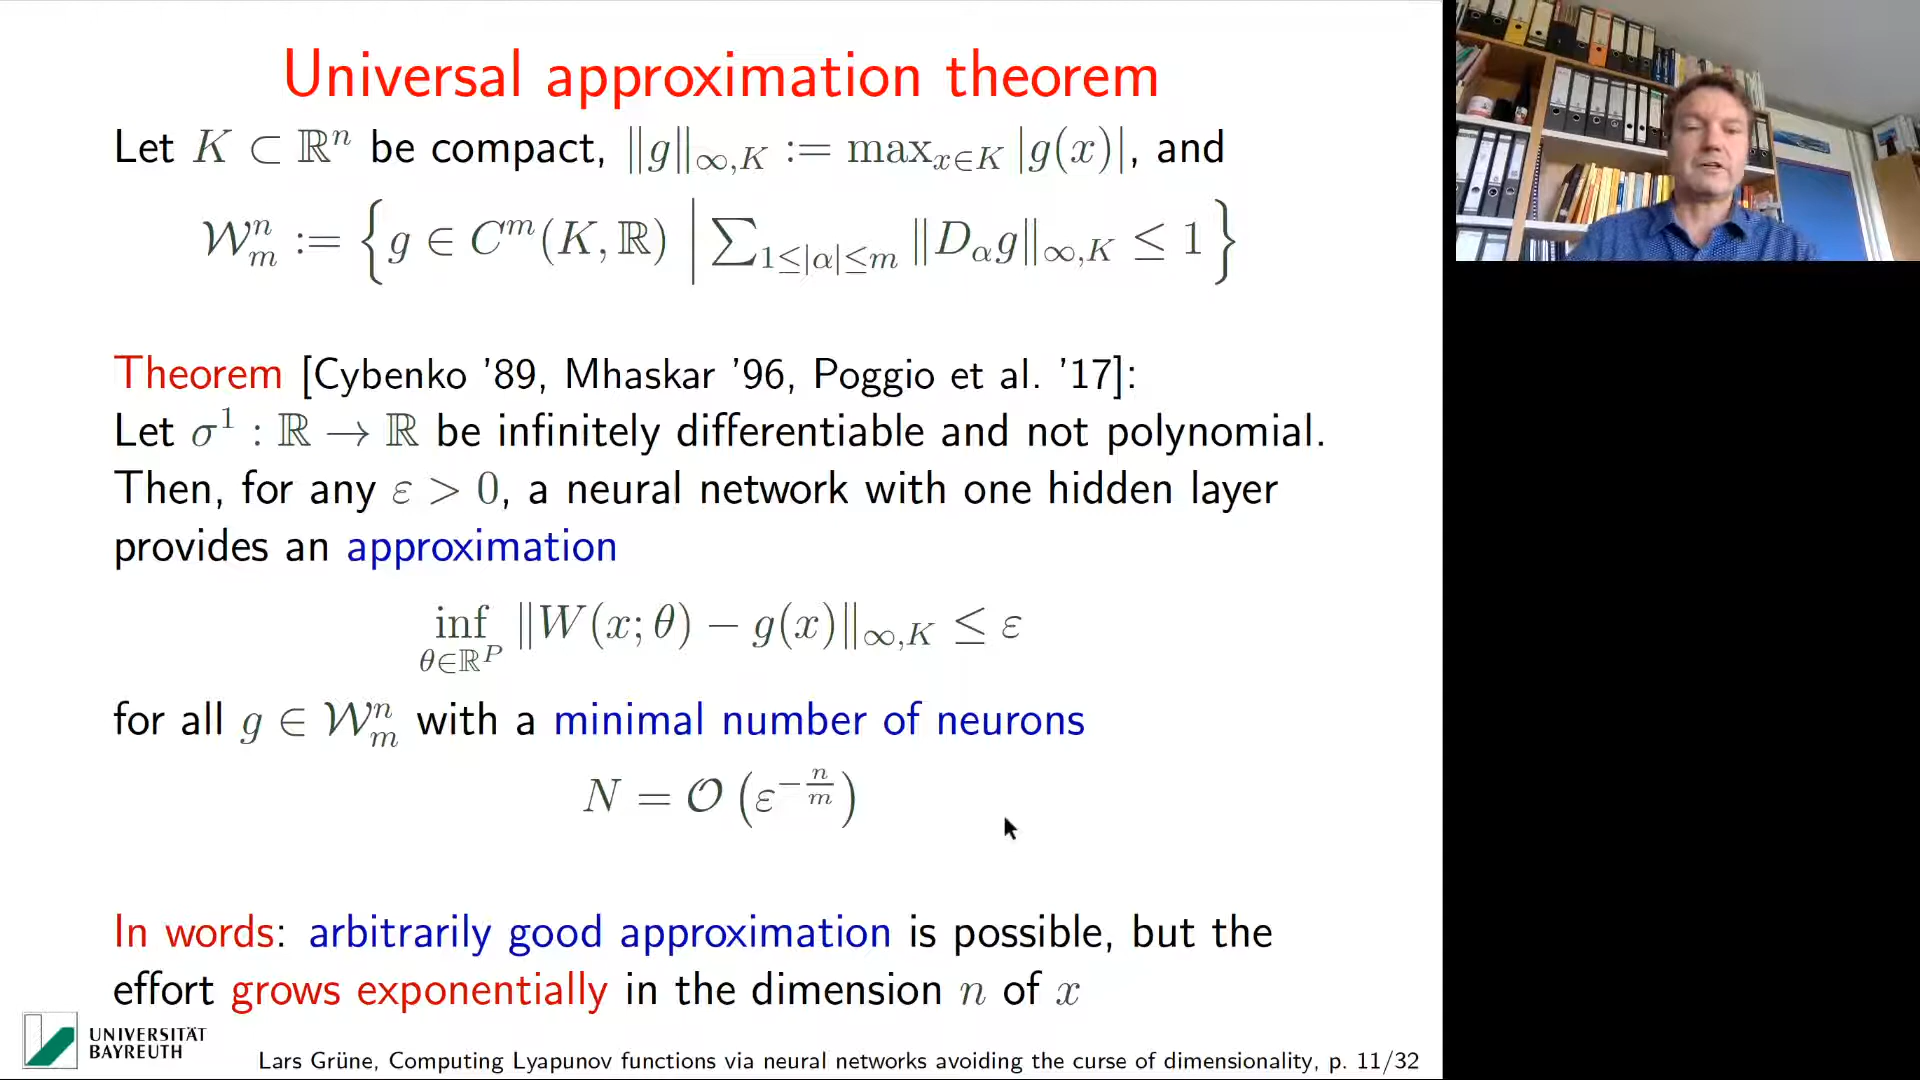 Universal approximation theorem
Let K ⊂ ℝⁿ be compact, ‖g‖_{∞,K} := max_{x∈K} |g(x)|, and
𝒲ₘⁿ := { g ∈ Cᵐ(K, ℝ) | ∑_{1≤|α|≤m} ‖D_α g‖_{∞,K} ≤ 1 }
Theorem [Cybenko ’89, Mhaskar ’96, Poggio et al. ’17]:
Let σ¹ : ℝ → ℝ be infinitely differentiable and not polynomial.
Then, for any ε > 0, a neural network with one hidden layer
provides an approximation
inf_{θ∈ℝᴾ} ‖W(x; θ) − g(x)‖_{∞,K} ≤ ε
for all g ∈ 𝒲ₘⁿ with a minimal number of neurons
N = 𝒪 (ε^{−n/m})
In words: arbitrarily good approximation is possible, but the
effort grows exponentially in the dimension n of x
UNIVERSITÄT
BAYREUTH
Lars Grüne, Computing Lyapunov functions via neural networks avoiding the curse of dimensionality, p. 11/32